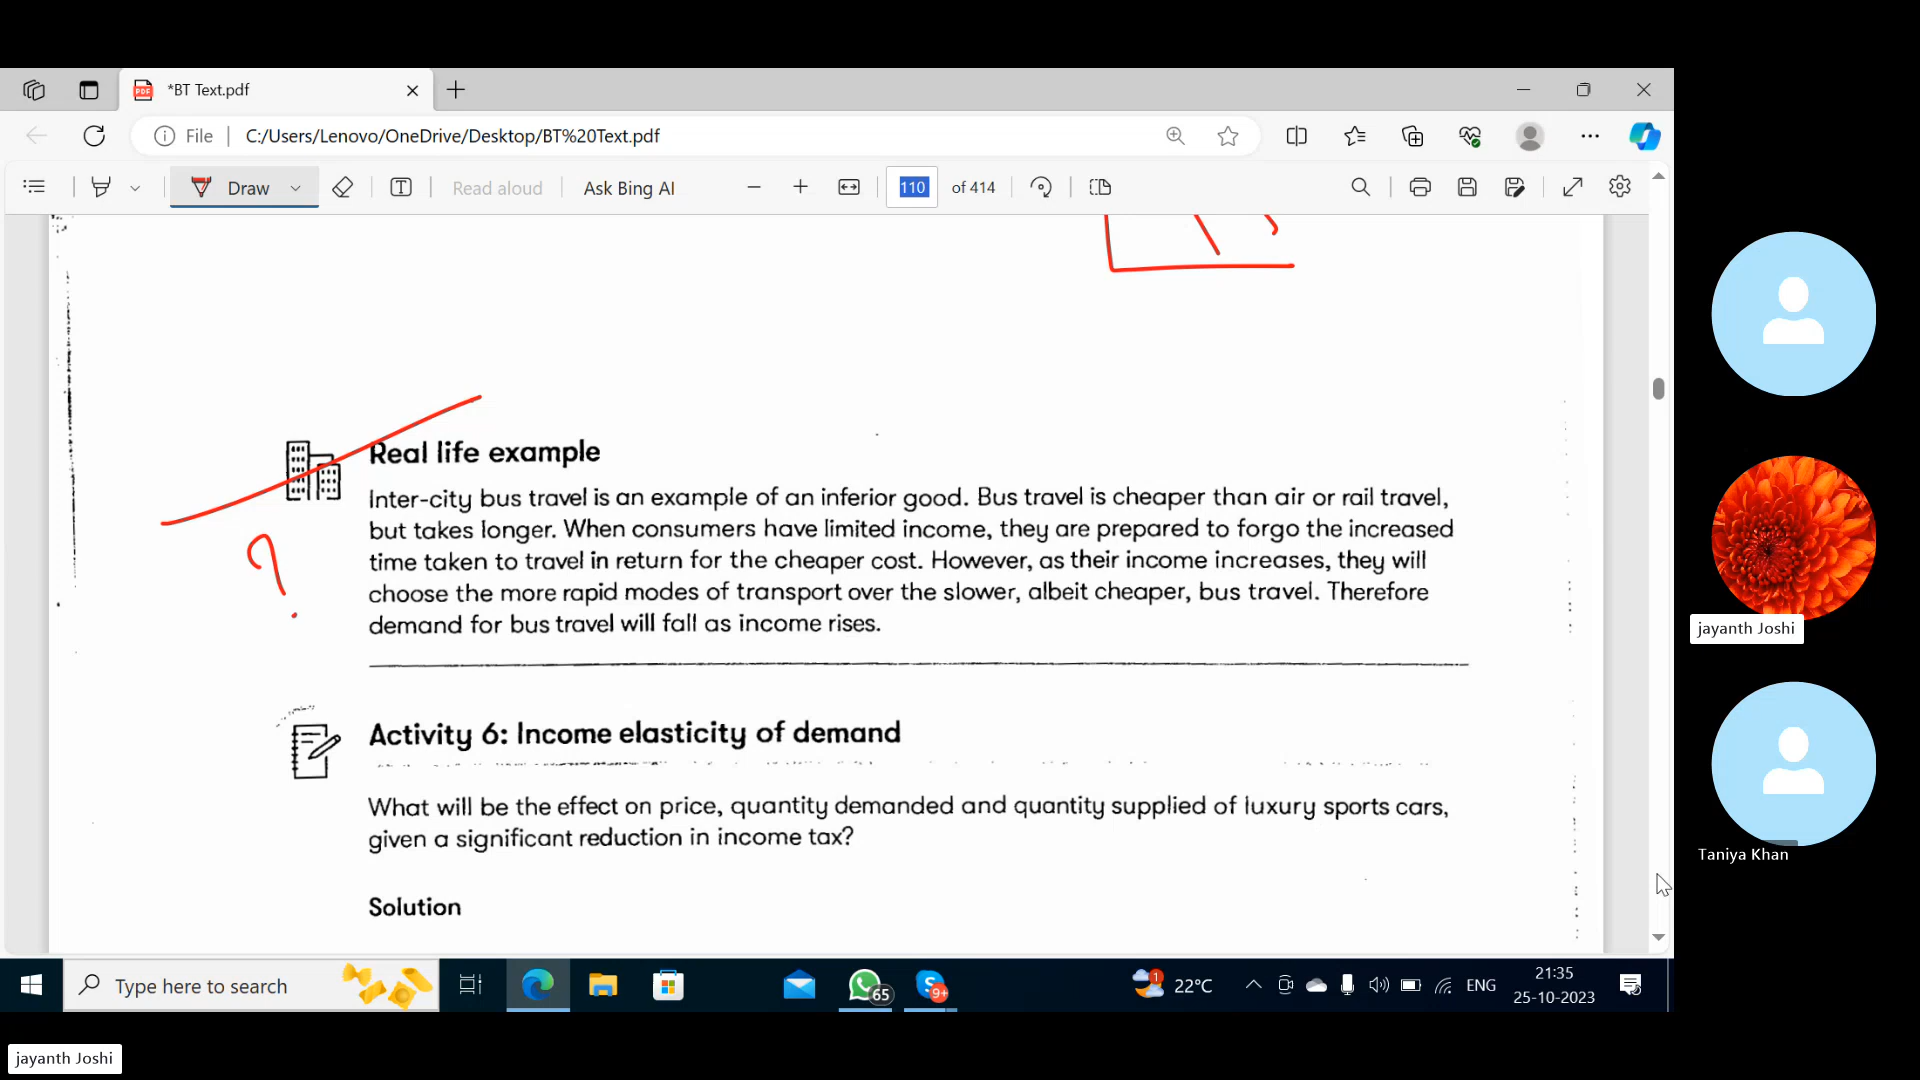 *BT Text.pdf
File
C:/Users/Lenovo/OneDrive/Desktop/BT%20Text.pdf
Draw
Read aloud
Ask Bing AI
110 of 414
Real life example
Inter-city bus travel is an example of an inferior good. Bus travel is cheaper than air or rail travel,
but takes longer. When consumers have limited income, they are prepared to forgo the increased
time taken to travel in return for the cheaper cost. However, as their income increases, they will
choose the more rapid modes of transport over the slower, albeit cheaper, bus travel. Therefore
demand for bus travel will fall as income rises.
?
Activity 6: Income elasticity of demand
What will be the effect on price, quantity demanded and quantity supplied of luxury sports cars,
given a significant reduction in income tax?
Solution
jayanth Joshi
Taniya Khan
Type here to search
65
9+
1
22°C
ENG
21:35
25-10-2023
jayanth Joshi